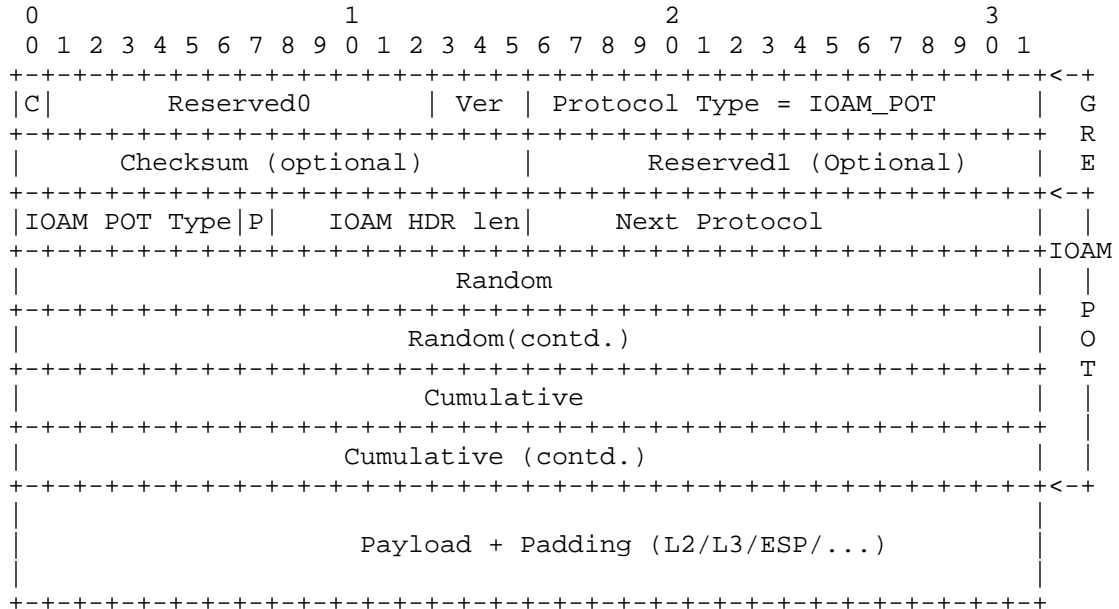 0                   1                   2                   3
 0 1 2 3 4 5 6 7 8 9 0 1 2 3 4 5 6 7 8 9 0 1 2 3 4 5 6 7 8 9 0 1
+-+-+-+-+-+-+-+-+-+-+-+-+-+-+-+-+-+-+-+-+-+-+-+-+-+-+-+-+-+-+-+-+<-+
|C|       Reserved0       | Ver | Protocol Type = IOAM_POT      |  G
+-+-+-+-+-+-+-+-+-+-+-+-+-+-+-+-+-+-+-+-+-+-+-+-+-+-+-+-+-+-+-+-+  R
|      Checksum (optional)      |       Reserved1 (Optional)    |  E
+-+-+-+-+-+-+-+-+-+-+-+-+-+-+-+-+-+-+-+-+-+-+-+-+-+-+-+-+-+-+-+-+<-+
|IOAM POT Type|P|   IOAM HDR len|     Next Protocol             |  |
+-+-+-+-+-+-+-+-+-+-+-+-+-+-+-+-+-+-+-+-+-+-+-+-+-+-+-+-+-+-+-+-+IOAM
|                           Random                              |  |
+-+-+-+-+-+-+-+-+-+-+-+-+-+-+-+-+-+-+-+-+-+-+-+-+-+-+-+-+-+-+-+-+  P
|                        Random(contd.)                         |  O
+-+-+-+-+-+-+-+-+-+-+-+-+-+-+-+-+-+-+-+-+-+-+-+-+-+-+-+-+-+-+-+-+  T
|                         Cumulative                            |  |
+-+-+-+-+-+-+-+-+-+-+-+-+-+-+-+-+-+-+-+-+-+-+-+-+-+-+-+-+-+-+-+-+  |
|                    Cumulative (contd.)                        |  |
+-+-+-+-+-+-+-+-+-+-+-+-+-+-+-+-+-+-+-+-+-+-+-+-+-+-+-+-+-+-+-+-+<-+
|                                                               |
|                     Payload + Padding (L2/L3/ESP/...)         |
|                                                               |
+-+-+-+-+-+-+-+-+-+-+-+-+-+-+-+-+-+-+-+-+-+-+-+-+-+-+-+-+-+-+-+-+